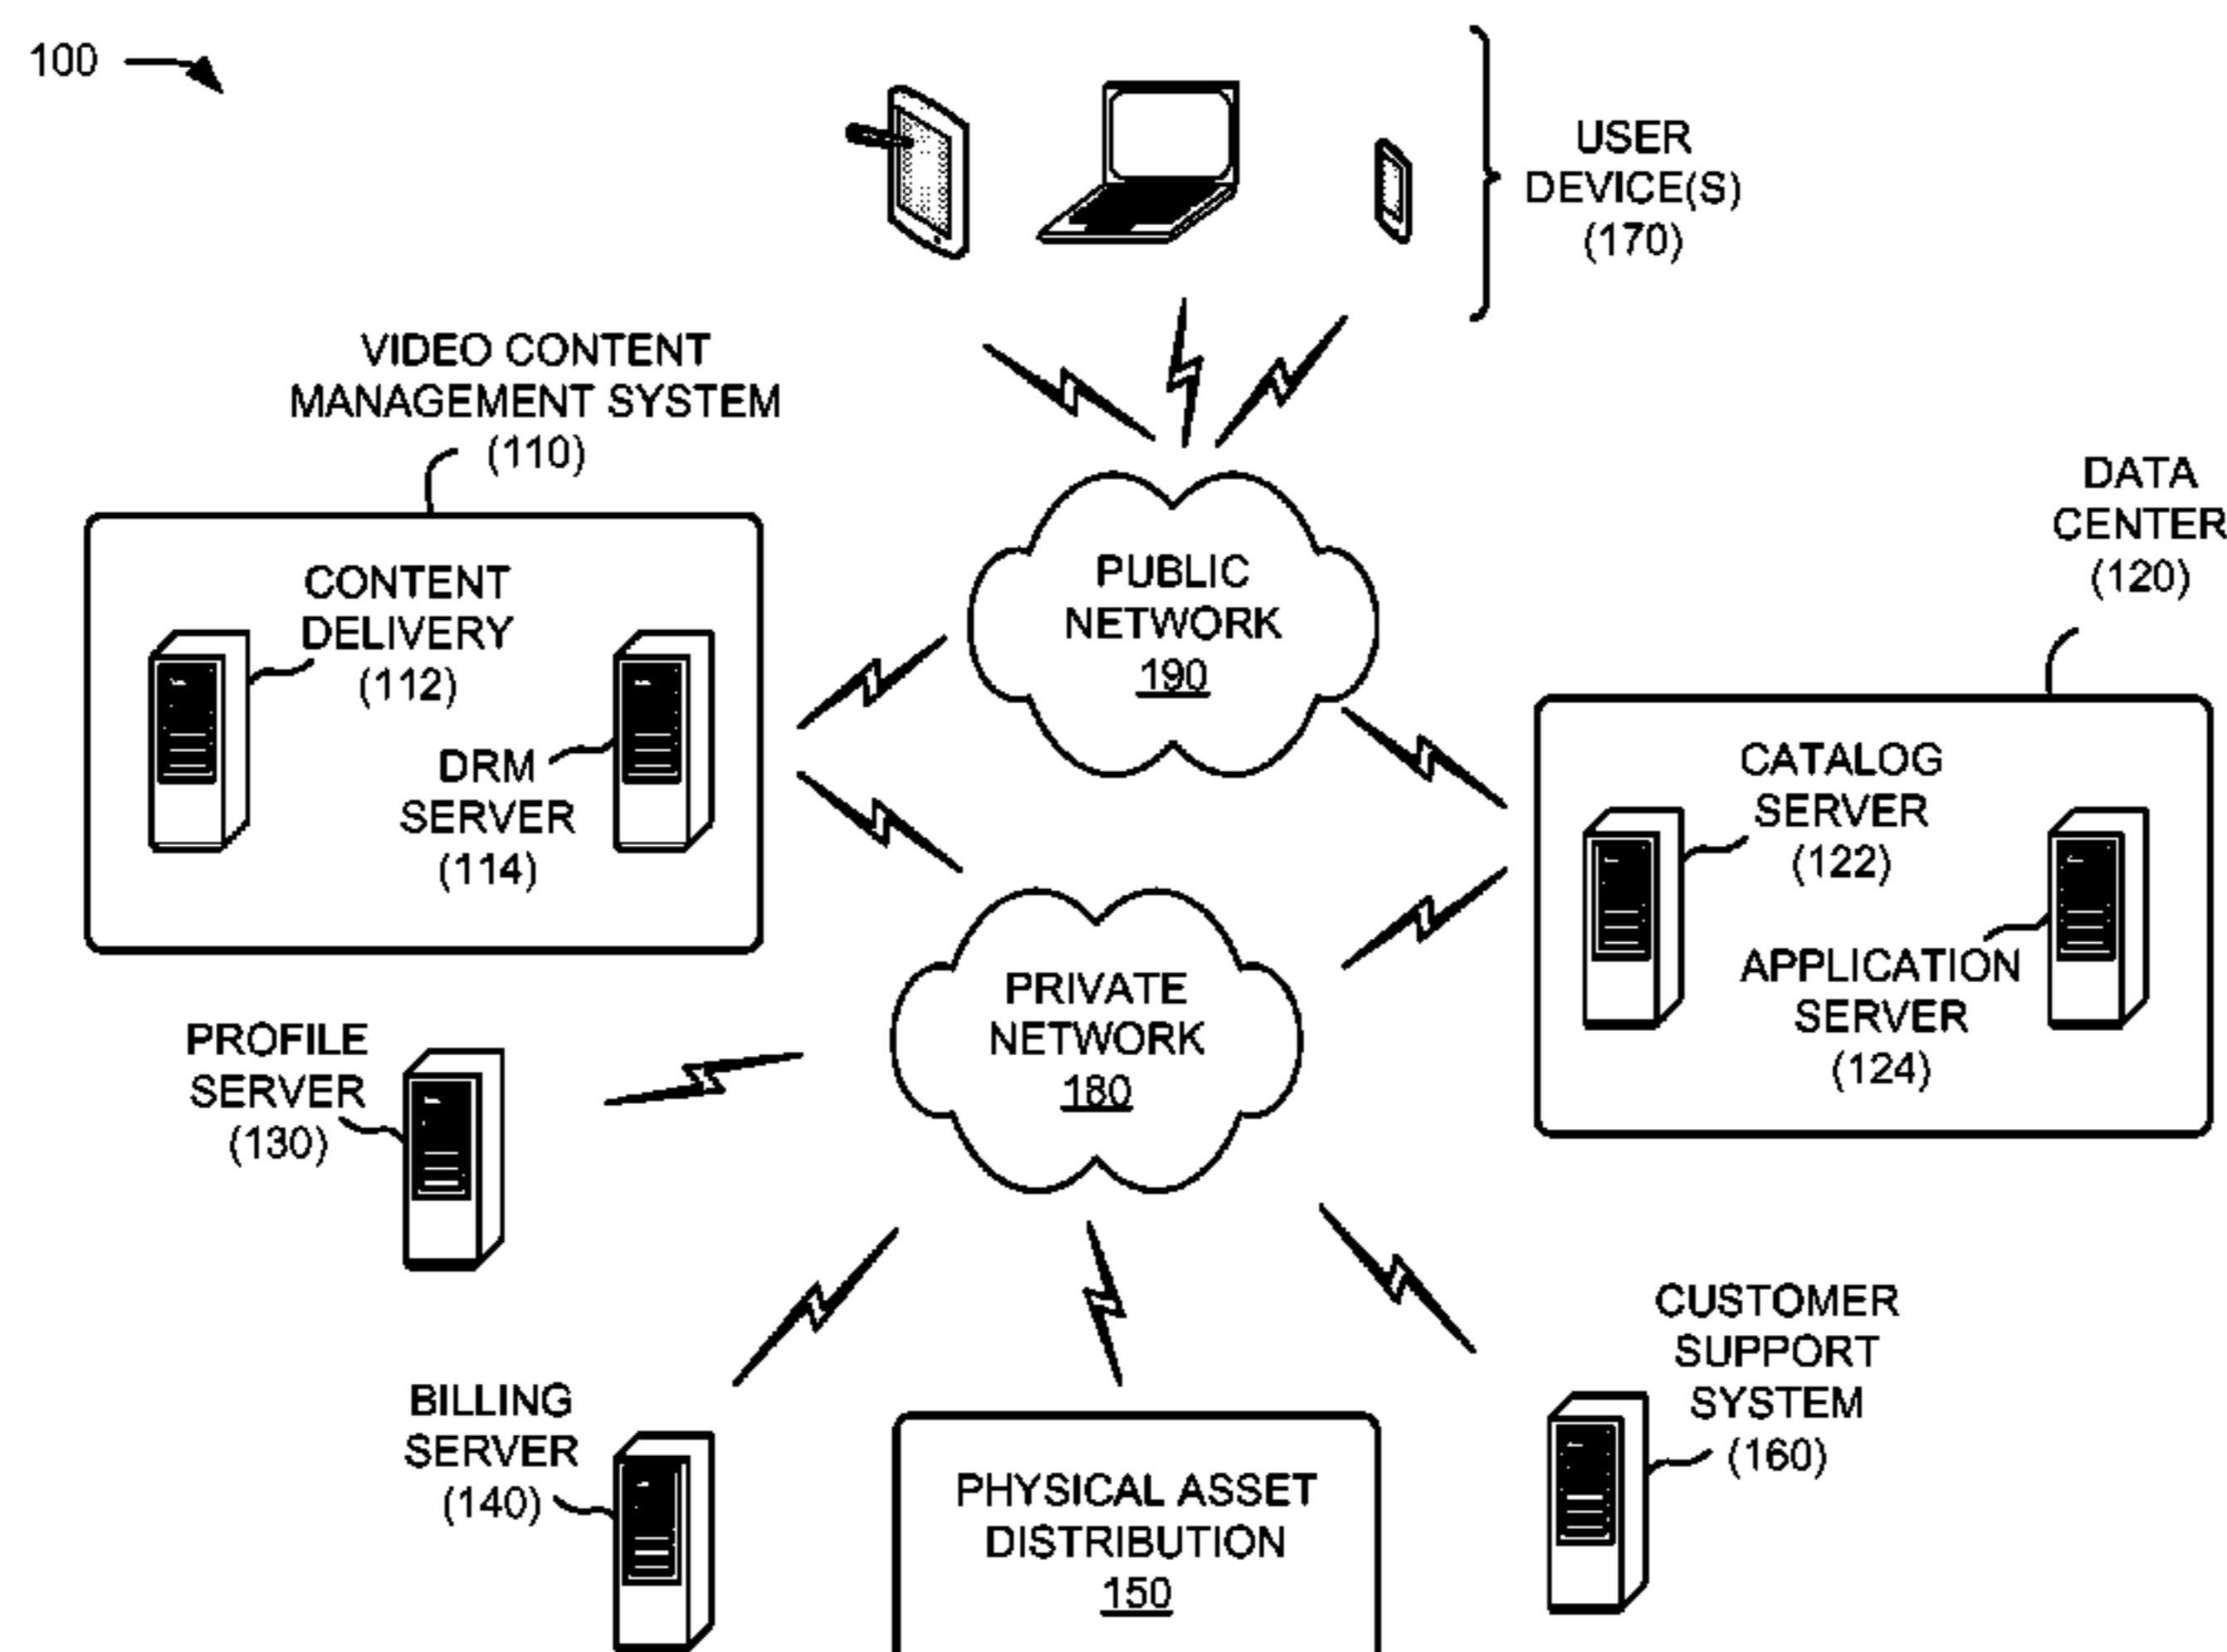 100
USER
DEVICE(S)
(170)
VIDEO CONTENT
MANAGEMENT SYSTEM
(110)
DATA
CENTER
(120)
CONTENT
DELIVERY
(112)
DRM
SERVER
(114)
PUBLIC
NETWORK
190
CATALOG
SERVER
(122)
APPLICATION
SERVER
(124)
PRIVATE
NETWORK
180
PROFILE
SERVER
(130)
BILLING
SERVER
(140)
PHYSICAL ASSET
DISTRIBUTION
150
CUSTOMER
SUPPORT
SYSTEM
(160)